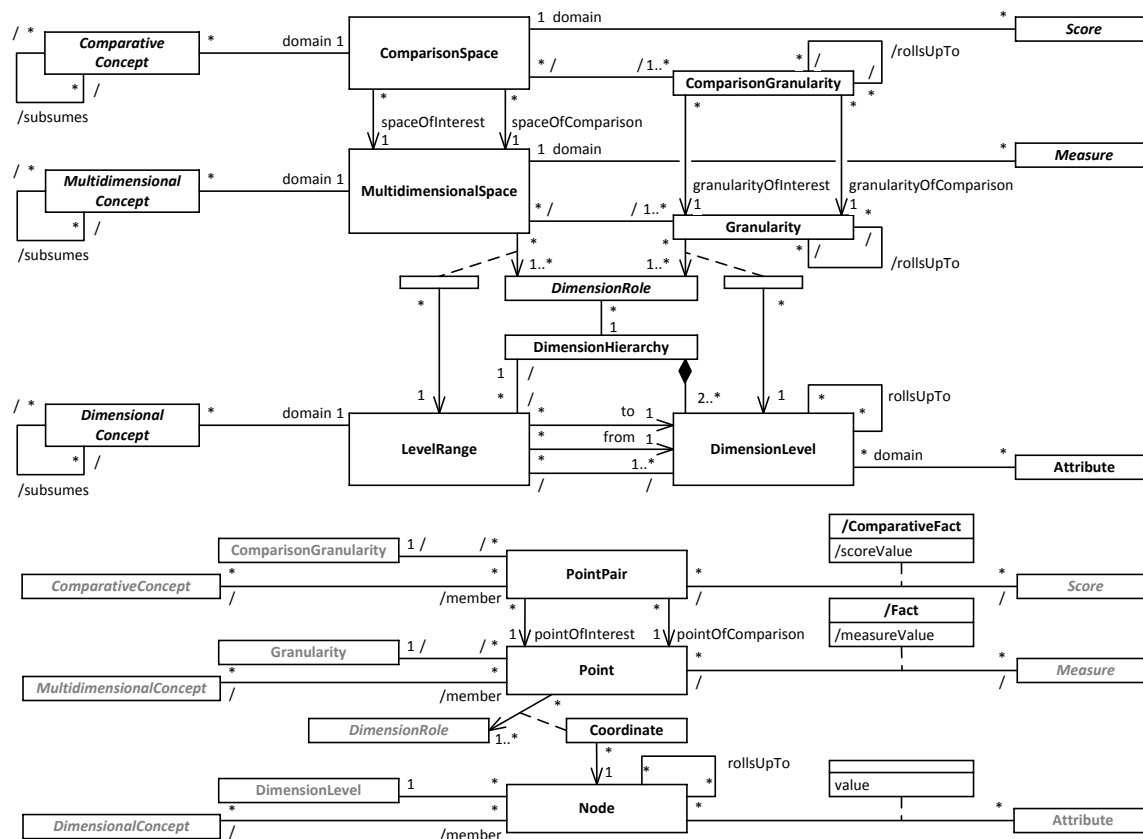 1 domain *
/ * Comparative Concept * domain 1 ComparisonSpace Score
* / / 1..* ComparisonGranularity * / / * /rollsUpTo
* /
/subsumes
* * * *
spaceOfInterest spaceOfComparison
1 1
1 domain *
/ * Multidimensional Concept * domain 1 MultidimensionalSpace Measure
granularityOfInterest granularityOfComparison
* / 1 1
* / / 1..* Granularity * / * /
/subsumes
/rollsUpTo
* *
1..* 1..*
DimensionRole
* * *
1
DimensionHierarchy
1 /
1 * / 2..* 1
/ * Dimensional Concept * domain 1 LevelRange * to 1 DimensionLevel * * rollsUpTo
* from 1
* / 1..* * domain * Attribute
/ /
/subsumes
/ComparativeFact
/scoreValue
ComparisonGranularity 1 / / * PointPair
ComparativeConcept * / * /member * / * / Score
* *
/Fact
/measureValue
1 pointOfInterest 1 pointOfComparison
Granularity 1 / / * Point
MultidimensionalConcept * / * /member * / * / Measure
*
DimensionRole 1..* Coordinate
*
1
rollsUpTo
* *
DimensionLevel 1 * Node
value
DimensionalConcept * / * /member * * Attribute